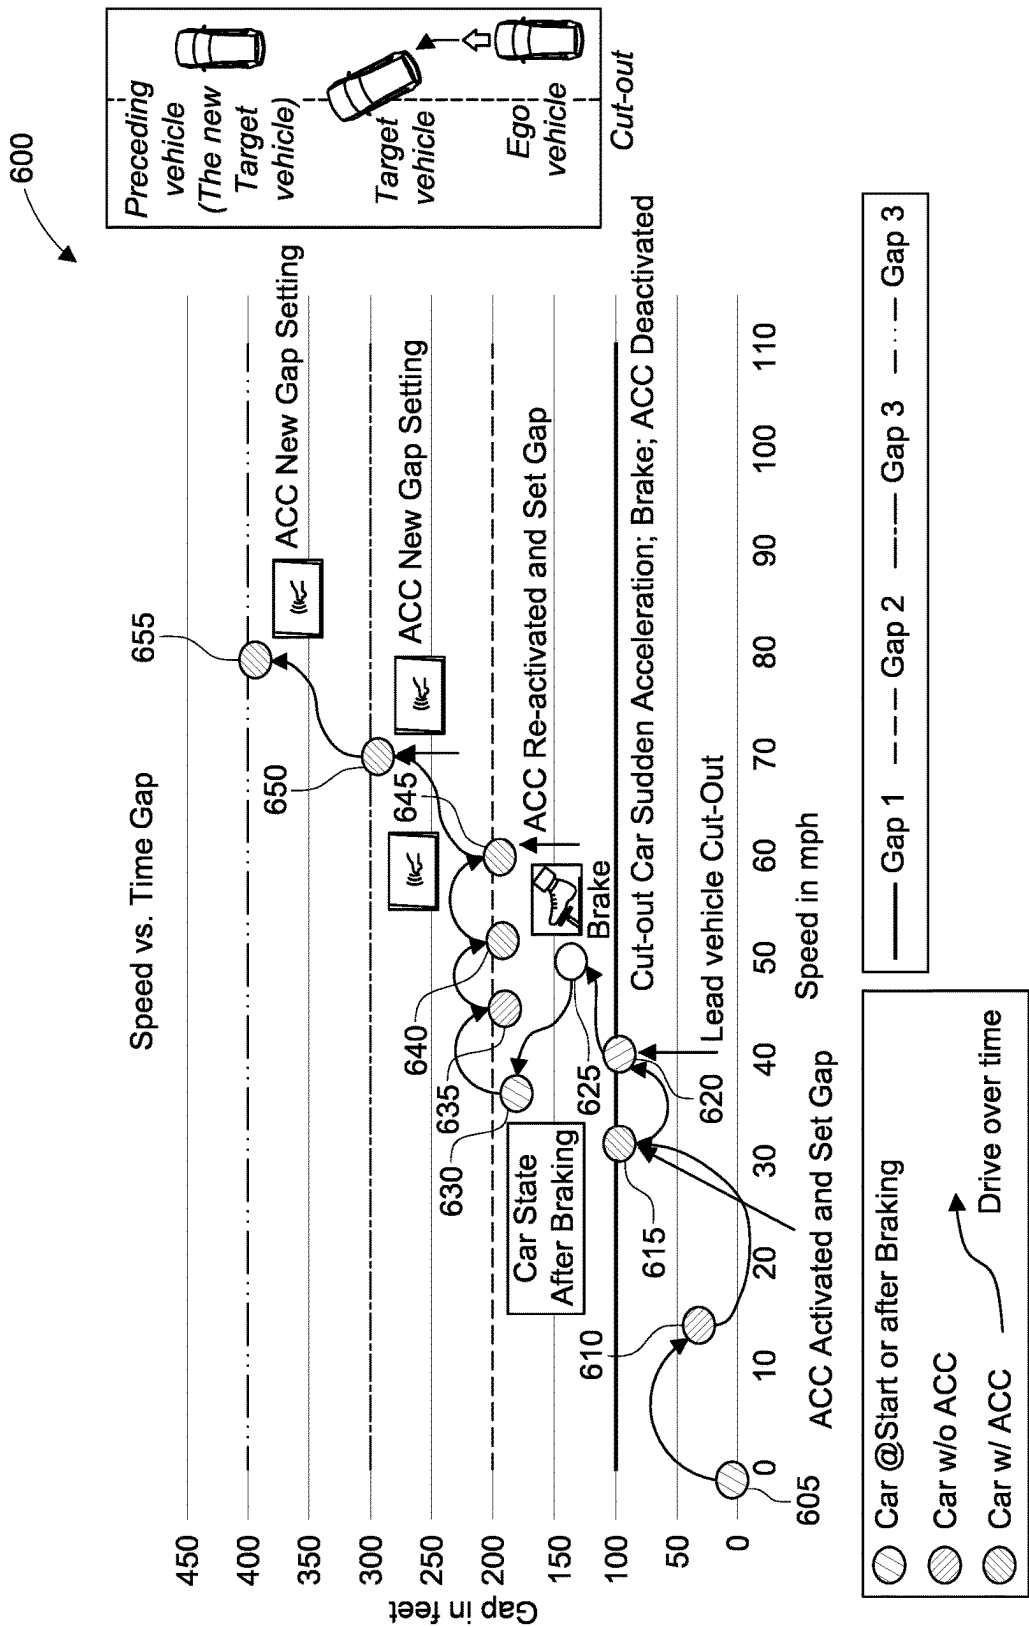 600
Speed vs. Time Gap
Preceding
vehicle
(The new
Target
vehicle)
Target
vehicle
Ego
vehicle
Cut-out
Gap in feet
450
400
350
300
250
200
150
100
50
0
655
ACC New Gap Setting
650
ACC New Gap Setting
645
ACC Re-activated and Set Gap
640
635
630
Car State
After Braking
Brake
625
Cut-out Car Sudden Acceleration; Brake; ACC Deactivated
620
Lead vehicle Cut-Out
615
610
605
0
10
20
30
40
50
60
70
80
90
100
110
ACC Activated and Set Gap
Speed in mph
Car @Start or after Braking
Car w/o ACC
Car w/ ACC
Drive over time
Gap 1
Gap 2
Gap 3
Gap 3